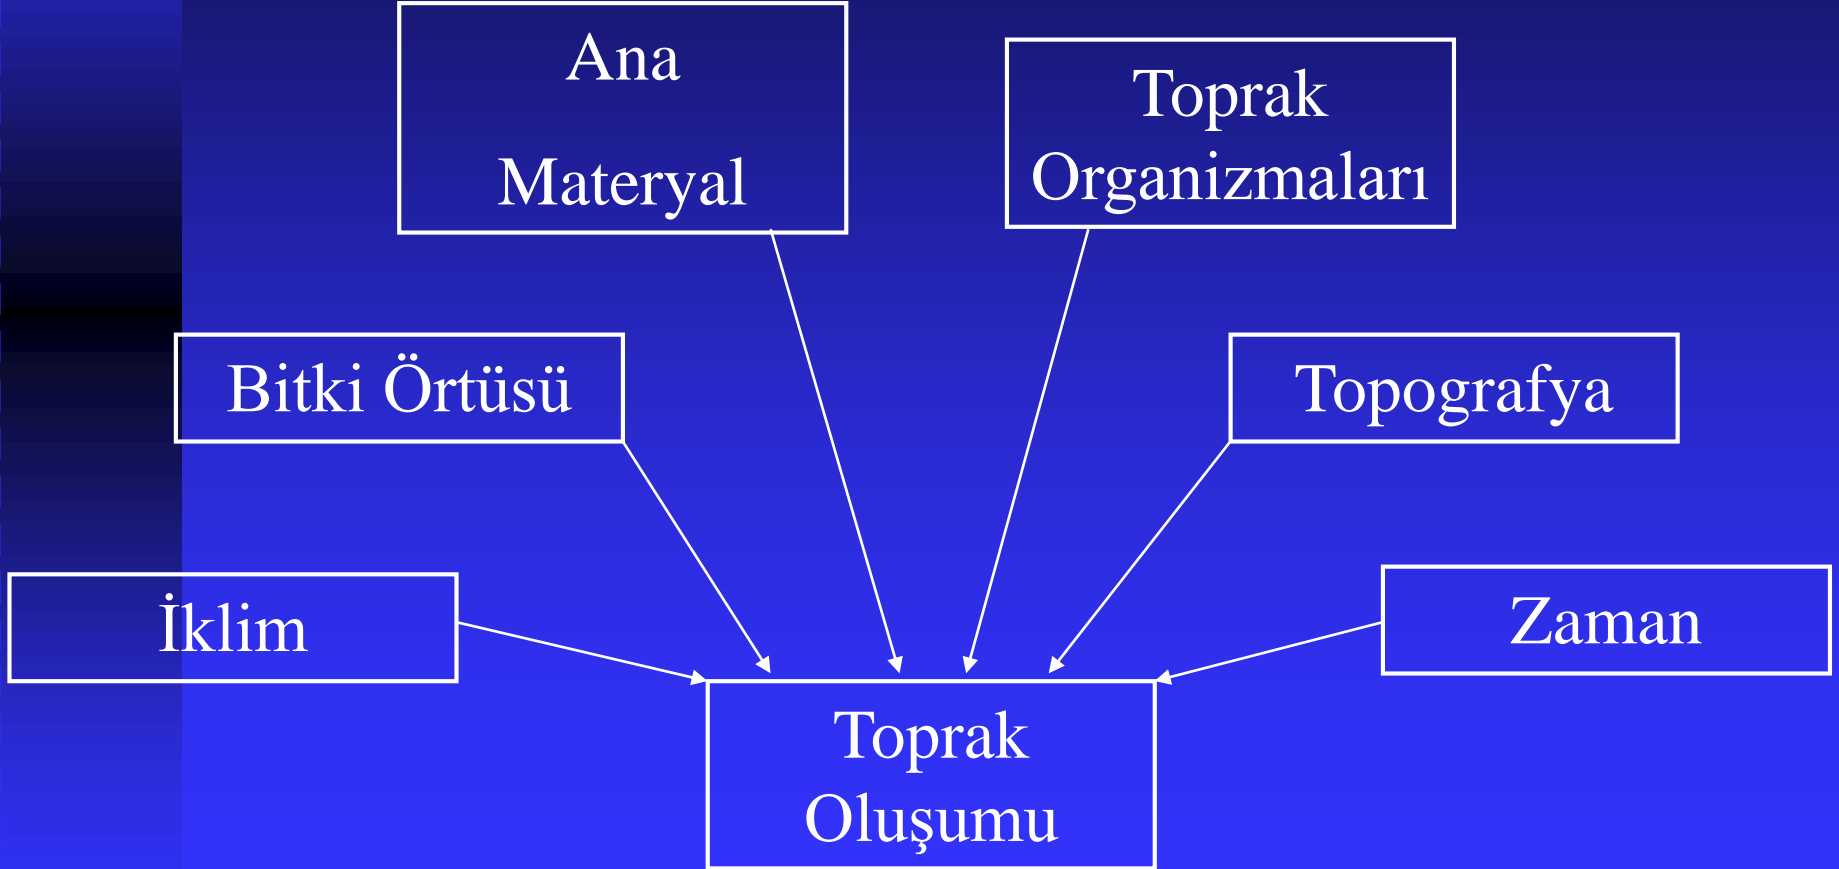 Ana
Materyal
Toprak
Organizmaları
Bitki Örtüsü
Topografya
İklim
Zaman
Toprak
Oluşumu